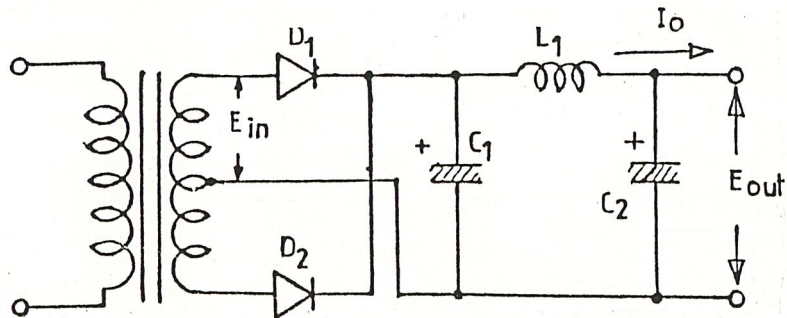 D1
L1
Io
Ein
+
C1
+
C2
Eout
D2